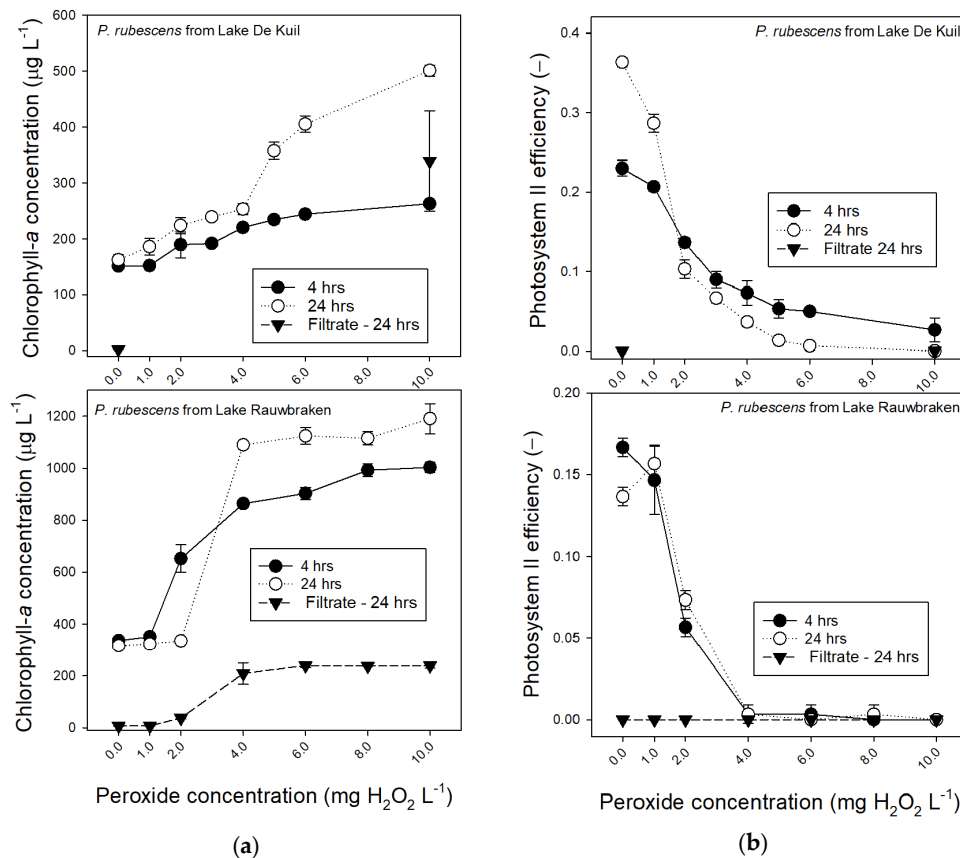 P. rubescens from Lake De Kuil
Chlorophyll-a concentration (µg L⁻¹)
600
500
400
300
200
100
0
4 hrs
24 hrs
Filtrate - 24 hrs
0.0 1.0 2.0 4.0 6.0 10.0
P. rubescens from Lake Rauwbraken
Chlorophyll-a concentration (µg L⁻¹)
1200
1000
800
600
400
200
0
4 hrs
24 hrs
Filtrate - 24 hrs
0.0 1.0 2.0 4.0 6.0 8.0 10.0
Peroxide concentration (mg H₂O₂ L⁻¹)
(a)
P. rubescens from Lake De Kuil
Photosystem II efficiency (−)
0.4
0.3
0.2
0.1
0.0
4 hrs
24 hrs
Filtrate 24 hrs
0.0 1.0 2.0 4.0 6.0 10.0
P. rubescens from Lake Rauwbraken
Photosystem II efficiency (−)
0.20
0.15
0.10
0.05
0.00
4 hrs
24 hrs
Filtrate - 24 hrs
0.0 1.0 2.0 4.0 6.0 8.0 10.0
Peroxide concentration (mg H₂O₂ L⁻¹)
(b)